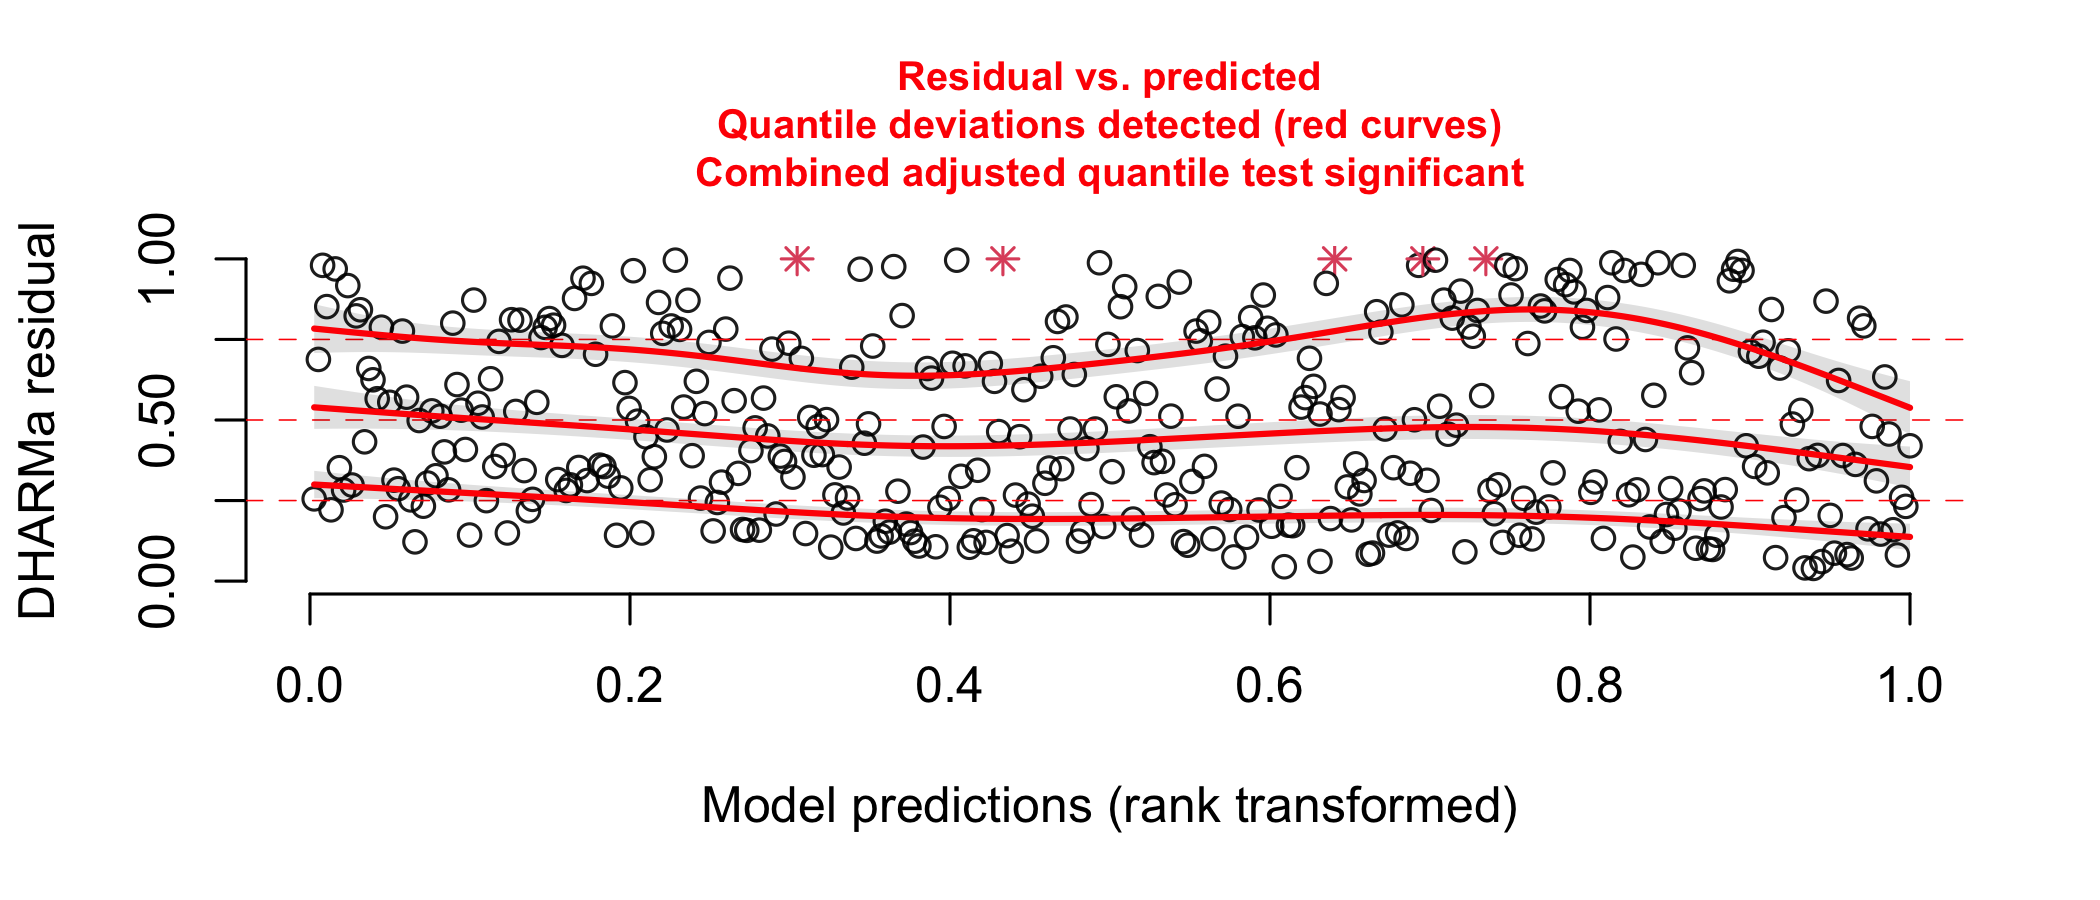 Residual vs. predicted
Quantile deviations detected (red curves)
Combined adjusted quantile test significant
DHARMa residual
1.00
0.50
0.00
0.0 0.2 0.4 0.6 0.8 1.0
Model predictions (rank transformed)